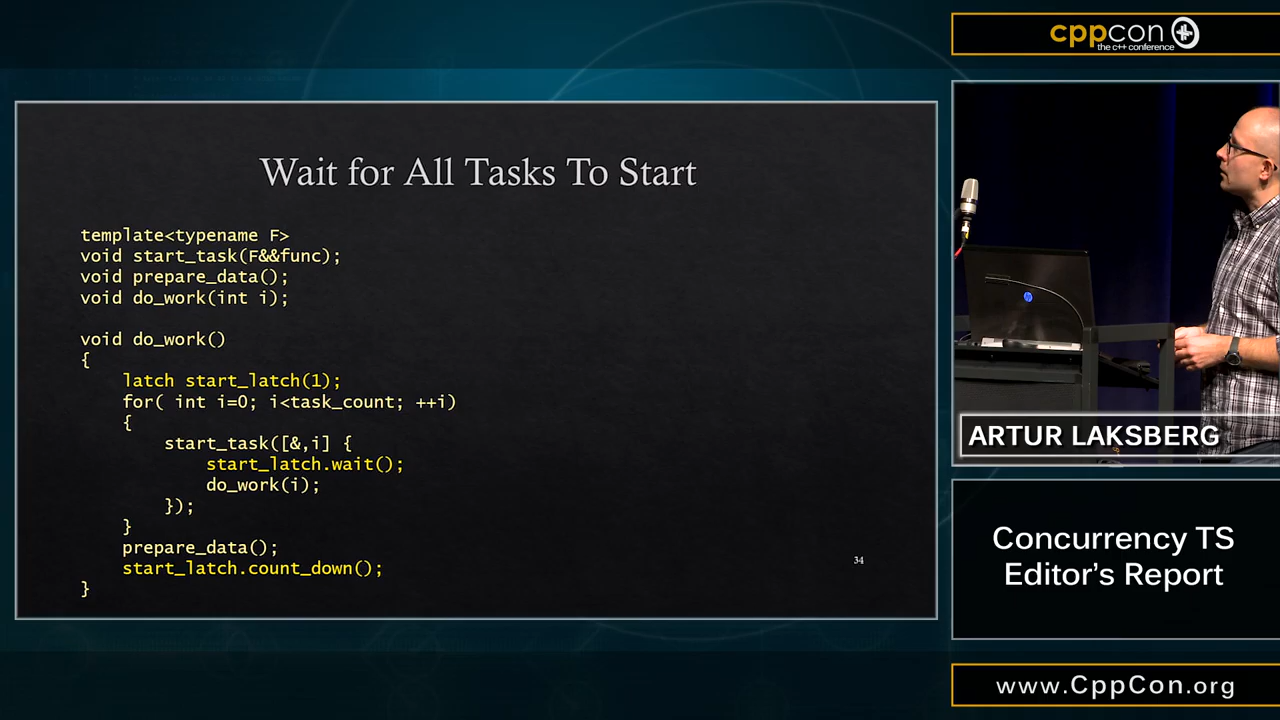 cppcon
the c++ conference
Wait for All Tasks To Start
template<typename F>
void start_task(F&&func);
void prepare_data();
void do_work(int i);
void do_work()
{
latch start_latch(1);
for( int i=0; i<task_count; ++i)
{
start_task([&,i] {
start_latch.wait();
do_work(i);
});
}
prepare_data();
start_latch.count_down();
}
34
hp
ARTUR LAKSBERG
Concurrency TS
Editor's Report
www.CppCon.org